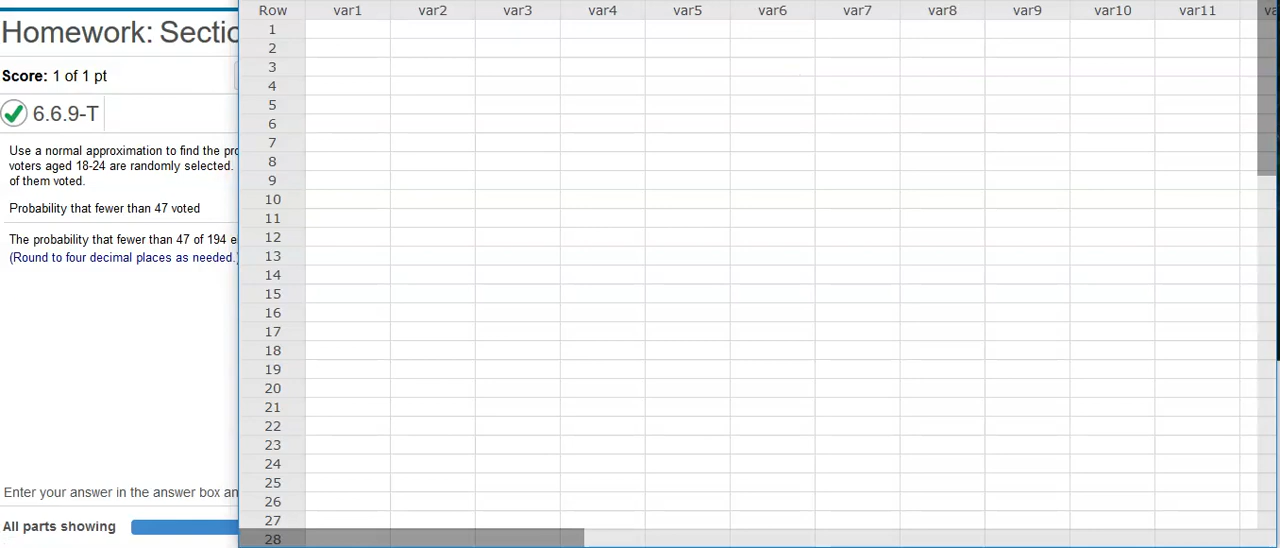 Homework: Sectio
Score: 1 of 1 pt
6.6.9-T
Use a normal approximation to find the pro
voters aged 18-24 are randomly selected.
of them voted.
Probability that fewer than 47 voted
The probability that fewer than 47 of 194 e
(Round to four decimal places as needed.)
Enter your answer in the answer box an
All parts showing
Row var1 var2 var3 var4 var5 var6 var7 var8 var9 var10 var11 va
1
2
3
4
5
6
7
8
9
10
11
12
13
14
15
16
17
18
19
20
21
22
23
24
25
26
27
28